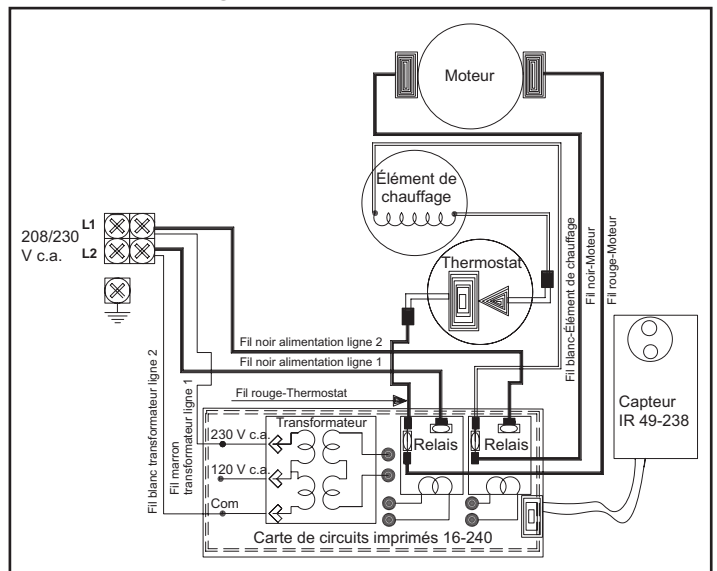 Moteur
Élément de
chauffage
L1
208/230
V c.a.
L2
Thermostat
Fil noir alimentation ligne 2
Fil noir alimentation ligne 1
Fil rouge-Thermostat
Fil blanc-Élément de chauffage
Fil noir-Moteur
Fil rouge-Moteur
Fil blanc transformateur ligne 2
Fil marron
transformateur ligne 1
Capteur
IR 49-238
Transformateur
230 V c.a.
120 V c.a.
Com
Relais
Relais
Carte de circuits imprimés 16-240